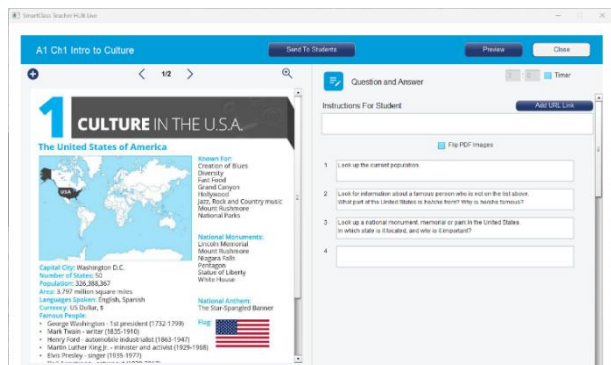 SmartClass Teacher HUB User
A1 Ch1 Intro to Culture
Send To Students
Preview
Close
1/2
Question and Answer
Timer
Instructions For Student
Add URL Link
Flip PDF Images
1 CULTURE IN THE U.S.A.
The United States of America
USA
Known For:
Creation of Blues
Diversity
Fast Food
Grand Canyon
Hollywood
Jazz, Rock and Country music
Mount Rushmore
National Parks
National Monuments:
Lincoln Memorial
Mount Rushmore
Niagara Falls
Pentagon
Statue of Liberty
White House
Capital City: Washington D.C.
Number of States: 50
Population: 326,388,367
Area: 3.797 million square miles
Languages Spoken: English, Spanish
Currency: US Dollar, $
Famous People:
• George Washington - 1st president (1732-1799)
• Mark Twain - writer (1835-1910)
• Henry Ford - automobile industrialist (1863-1947)
• Martin Luther King Jr. - minister and activist (1929-1968)
• Elvis Presley - singer (1935-1977)
National Anthem:
The Star-Spangled Banner
Flag:
1 Look up the current population.
2 Look for information about a famous person who is not on the list above.
What part of the United States is he/she from? Why is he/she famous?
3 Look up a national monument, memorial or park in the United States.
In which state is it located, and why is it important?
4